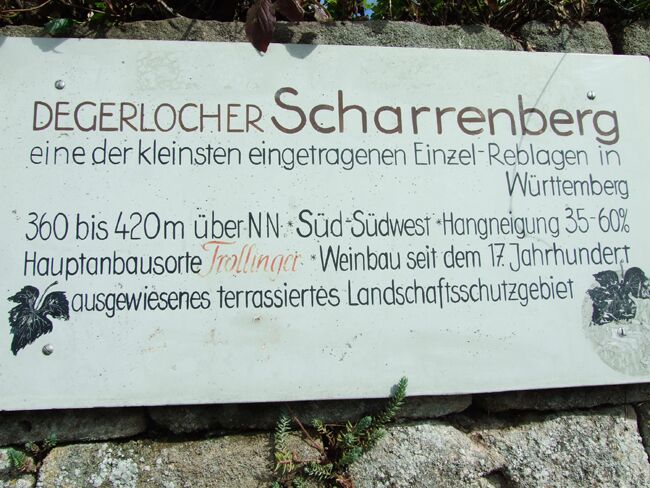 DEGERLOCHER Scharrenberg
eine der kleinsten eingetragenen Einzel-Reblagen in
Württemberg
360 bis 420m über NN * Süd-Südwest * Hangneigung 35-60%
Hauptanbausorte Trollinger * Weinbau seit dem 17. Jahrhundert
ausgewiesenes terrassiertes Landschaftsschutzgebiet